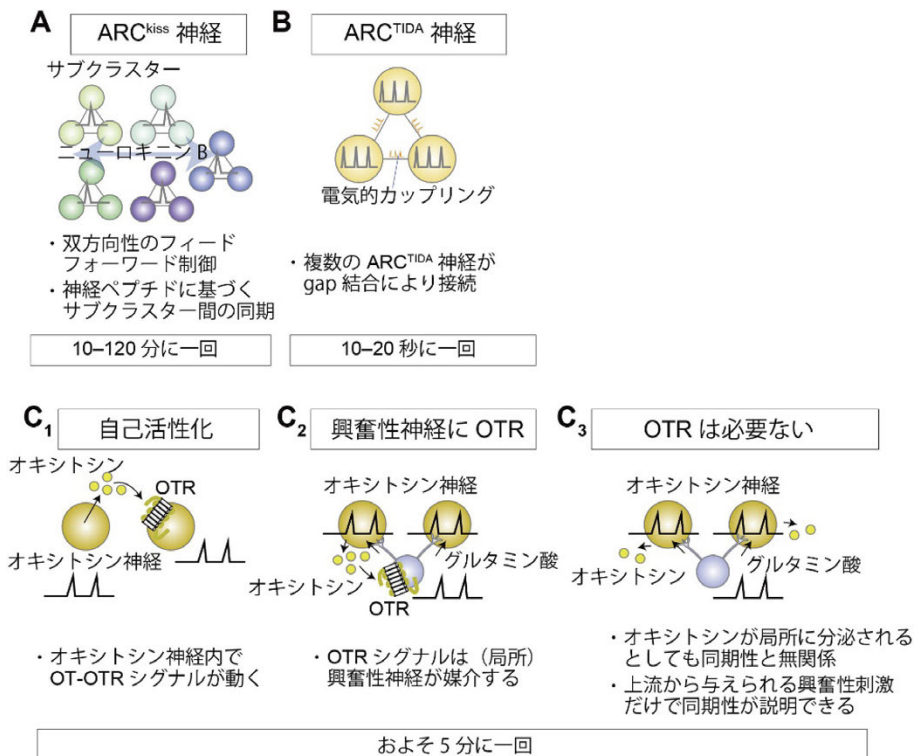 A
ARCkiss 神経
サブクラスター
ニューロキニン B
・双方向性のフィード
フォーワード制御
・神経ペプチドに基づく
サブクラスター間の同期
10–120 分に一回
B
ARCTIDA 神経
電気的カップリング
・複数の ARCTIDA 神経が
gap 結合により接続
10–20 秒に一回
C1
自己活性化
オキシトシン
OTR
オキシトシン神経
・オキシトシン神経内で
OT-OTR シグナルが動く
C2
興奮性神経に OTR
オキシトシン神経
オキシトシン
グルタミン酸
OTR
・OTR シグナルは（局所）
興奮性神経が媒介する
C3
OTR は必要ない
オキシトシン神経
オキシトシン
グルタミン酸
・オキシトシンが局所に分泌される
としても同期性と無関係
・上流から与えられる興奮性刺激
だけで同期性が説明できる
およそ 5 分に一回